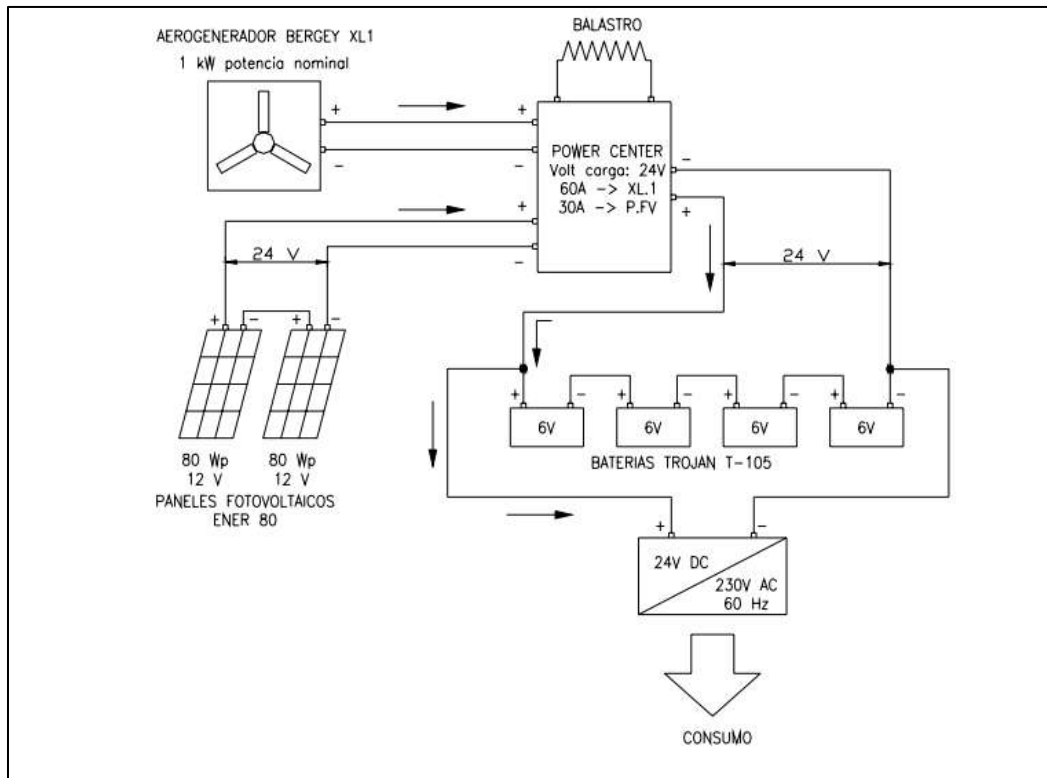 AEROGENERADOR BERGEY XL1
1 kW potencia nominal
BALASTRO
+
-
+
-
+
-
+
-
POWER CENTER
Volt carga: 24V
60A -> XL.1
30A -> P.FV
-
+
24 V
24 V
+
-
+
-
80 Wp
12 V
80 Wp
12 V
PANELES FOTOVOLTAICOS
ENER 80
+
-
+
-
+
-
+
-
6V
6V
6V
6V
BATERIAS TROJAN T-105
+
-
24V DC
230V AC
60 Hz
CONSUMO